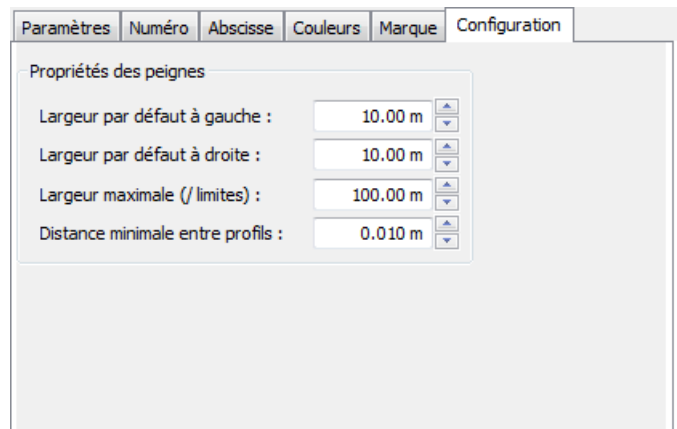 Paramètres Numéro Abscisse Couleurs Marque Configuration
Propriétés des peignes
Largeur par défaut à gauche : 10.00 m
Largeur par défaut à droite : 10.00 m
Largeur maximale (/ limites) : 100.00 m
Distance minimale entre profils : 0.010 m